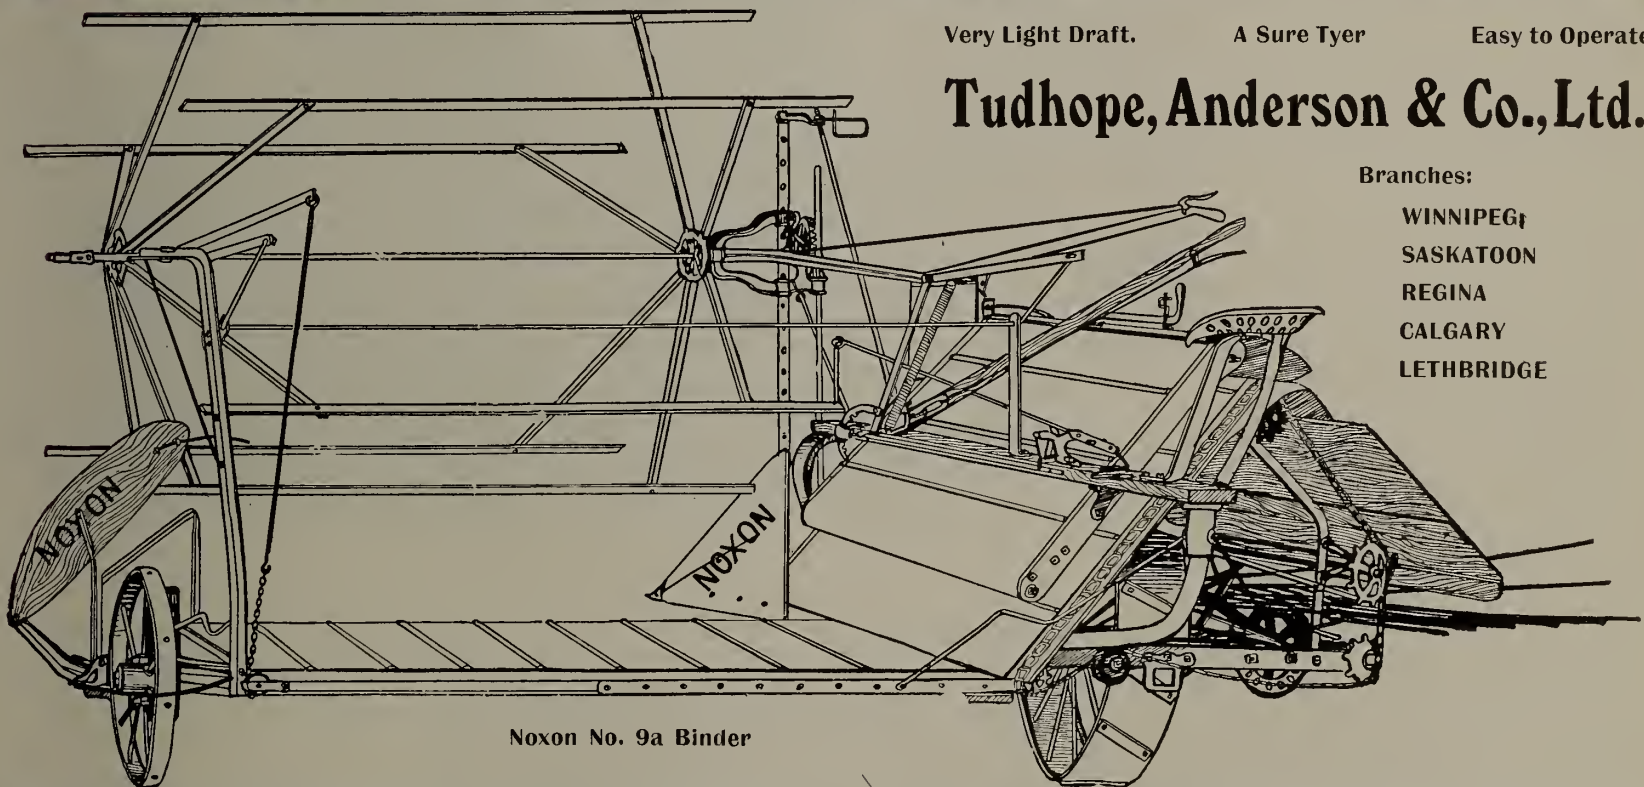 Very Light Draft. A Sure Tyer Easy to Operate
Tudhope, Anderson & Co., Ltd.
Branches:
WINNIPEG
SASKATOON
REGINA
CALGARY
LETHBRIDGE
NOXON
NOXON
Noxon No. 9a Binder